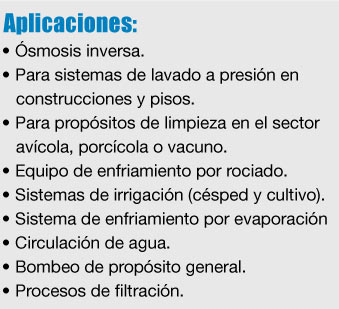 Aplicaciones:
• Ósmosis inversa.
• Para sistemas de lavado a presión en
construcciones y pisos.
• Para propósitos de limpieza en el sector
avícola, porcícola o vacuno.
• Equipo de enfriamiento por rociado.
• Sistemas de irrigación (césped y cultivo).
• Sistema de enfriamiento por evaporación
• Circulación de agua.
• Bombeo de propósito general.
• Procesos de filtración.